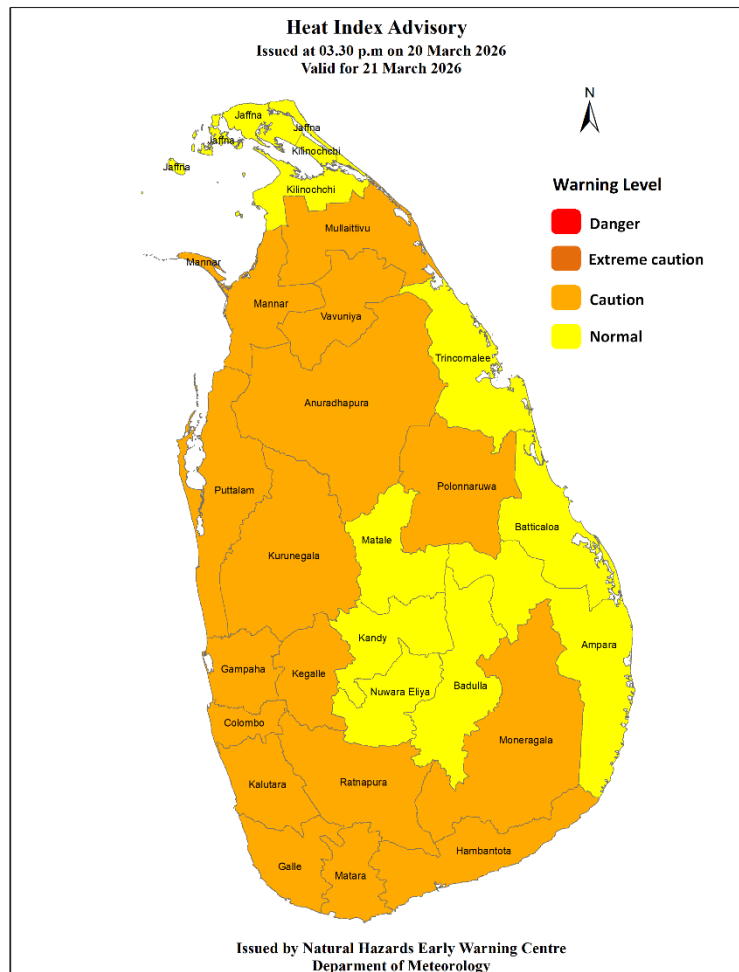 Heat Index Advisory
Issued at 03.30 p.m on 20 March 2026
Valid for 21 March 2026
N
Jaffna
Jaffna
Jaffna
Kilinochchi
Jaffna
Kilinochchi
Warning Level
Danger
Extreme caution
Caution
Normal
Mullaittivu
Mannar
Mannar
Vavuniya
Trincomalee
Anuradhapura
Polonnaruwa
Puttalam
Batticaloa
Matale
Kurunegala
Kandy
Ampara
Gampaha
Kegalle
Nuwara Eliya
Badulla
Colombo
Moneragala
Kalutara
Ratnapura
Hambantota
Galle
Matara
Issued by Natural Hazards Early Warning Centre
Deparment of Meteorology